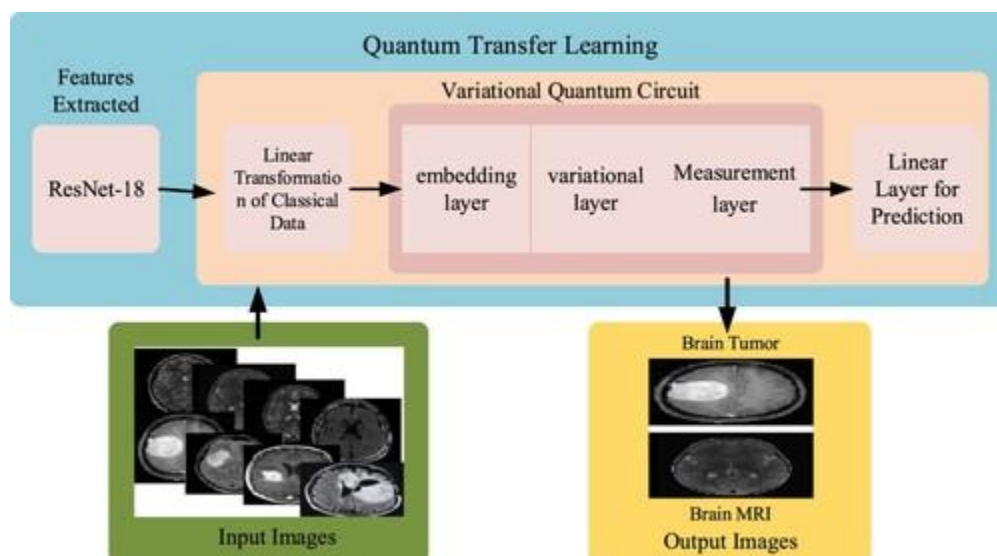 Quantum Transfer Learning
Features
Extracted
Variational Quantum Circuit
ResNet-18
Linear
Transformatio
n of Classical
Data
embedding
layer
variational
layer
Measurement
layer
Linear
Layer for
Prediction
Input Images
Brain Tumor
Brain MRI
Output Images